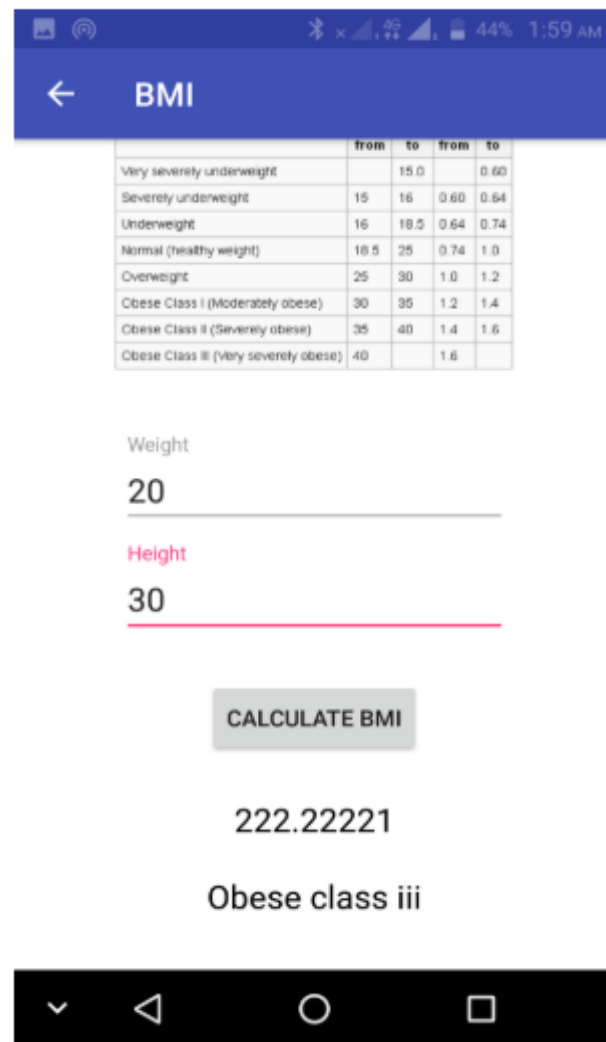 4G 44% 1:59 AM
BMI
from to from to
Very severely underweight 15.0 0.60
Severely underweight 15 16 0.60 0.64
Underweight 16 18.5 0.64 0.74
Normal (healthy weight) 18.5 25 0.74 1.0
Overweight 25 30 1.0 1.2
Obese Class I (Moderately obese) 30 35 1.2 1.4
Obese Class II (Severely obese) 35 40 1.4 1.6
Obese Class III (Very severely obese) 40 1.6
Weight
20
Height
30
CALCULATE BMI
222.22221
Obese class iii